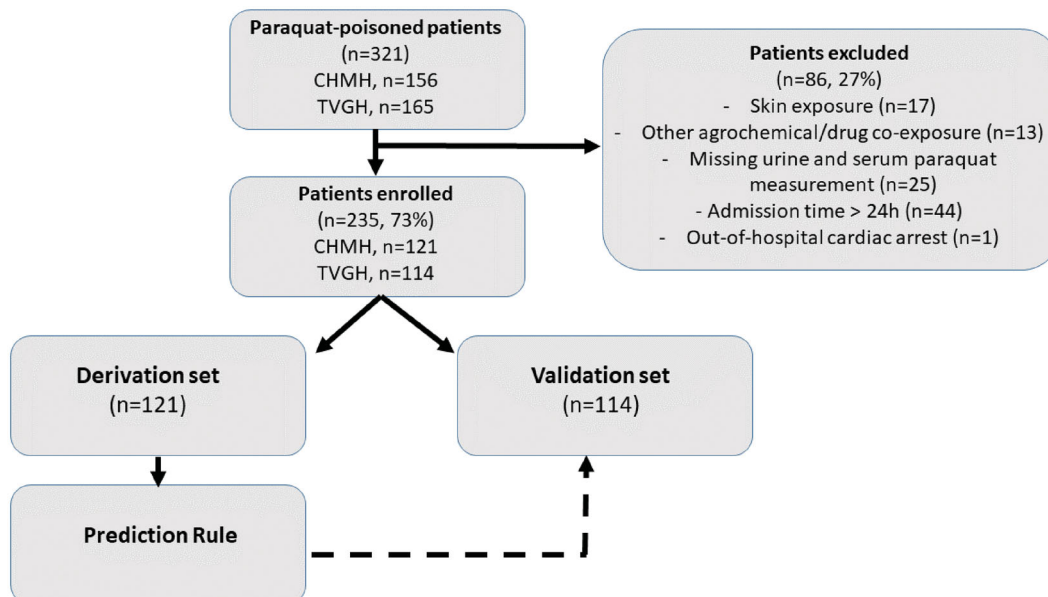 Paraquat-poisoned patients
(n=321)
CHMH, n=156
TVGH, n=165
Patients excluded
(n=86, 27%)
- Skin exposure (n=17)
- Other agrochemical/drug co-exposure (n=13)
- Missing urine and serum paraquat
measurement (n=25)
- Admission time > 24h (n=44)
- Out-of-hospital cardiac arrest (n=1)
Patients enrolled
(n=235, 73%)
CHMH, n=121
TVGH, n=114
Derivation set
(n=121)
Validation set
(n=114)
Prediction Rule